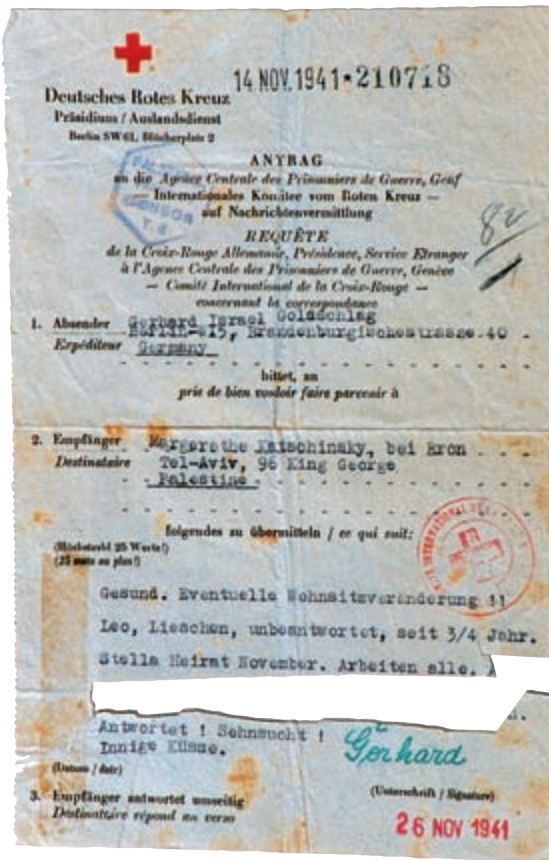 14 NOV. 1941 * 210718
Deutsches Rotes Kreuz
Präsidium / Auslandsdienst
Berlin SW 61, Blücherplatz 2
CENSOR
ANTRAG
an die Agence Centrale des Prisonniers de Guerre, Genf
— Internationales Komitee vom Roten Kreuz —
auf Nachrichtenvermittlung
82
REQUÊTE
de la Croix-Rouge Allemande, Présidence, Service Etranger
à l'Agence Centrale des Prisonniers de Guerre, Genève
— Comité International de la Croix-Rouge —
concernant la correspondance
1. Absender Gerhard Israel Goldschlag
Expéditeur Berlin-W15, Brandenburgischestrasse 40
Germany
bittet, an
prie de bien vouloir faire parvenir à
2. Empfänger Margarethe Katschinsky, bei Eron
Destinataire Tel-Aviv, 96 King George
Palestine
folgendes zu übermitteln / ce qui suit:
(Höchstzahl 25 Worte!)
(25 mots au plus!)
INTERNATIONAL
Gesund. Eventuelle Wohnsitzveränderung !!
Leo, Lieschen, unbeantwortet, seit 3/4 Jahr.
Stella Heirat November. Arbeiten alle.
Antwortet ! Sehnsucht !
Innige Küsse.
Gerhard
(Datum / date)
(Unterschrift / Signature)
3. Empfänger antwortet umseitig
Destinataire répond au verso
26 NOV 1941